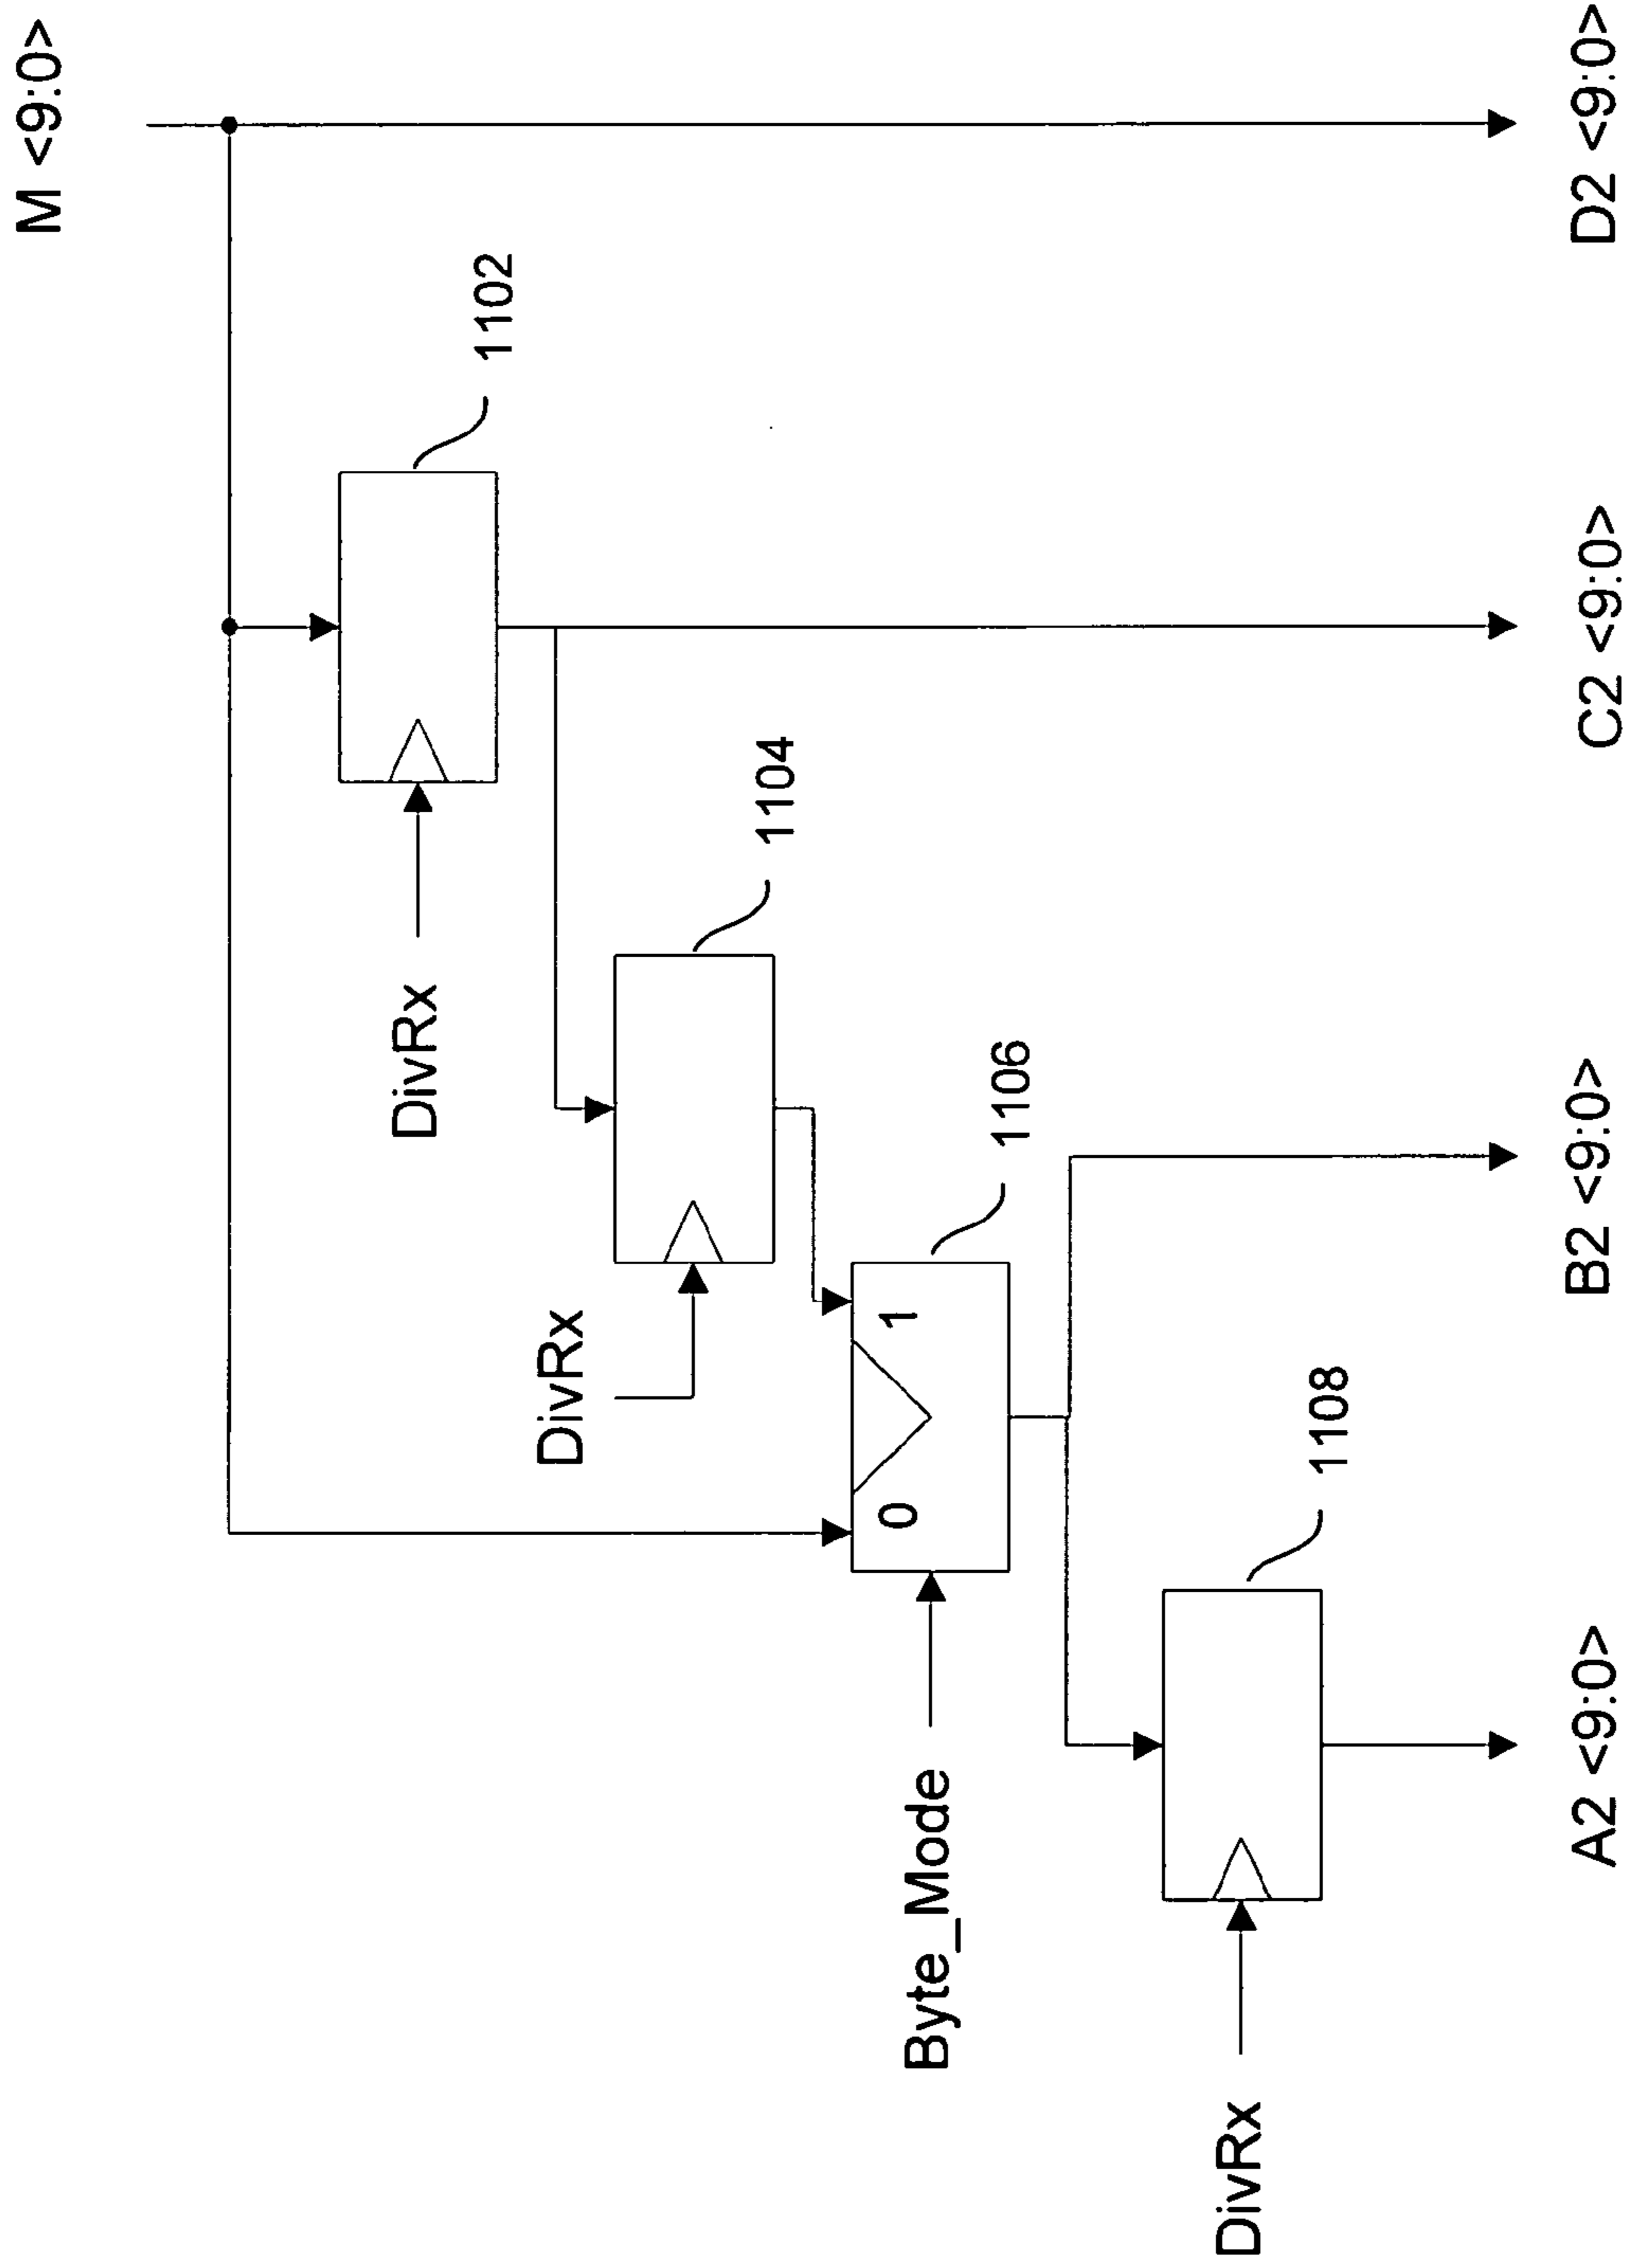 M <9:0>
1102
DivRx
1104
DivRx
1106
0
1
Byte_Mode
1108
DivRx
A2 <9:0>
B2 <9:0>
C2 <9:0>
D2 <9:0>